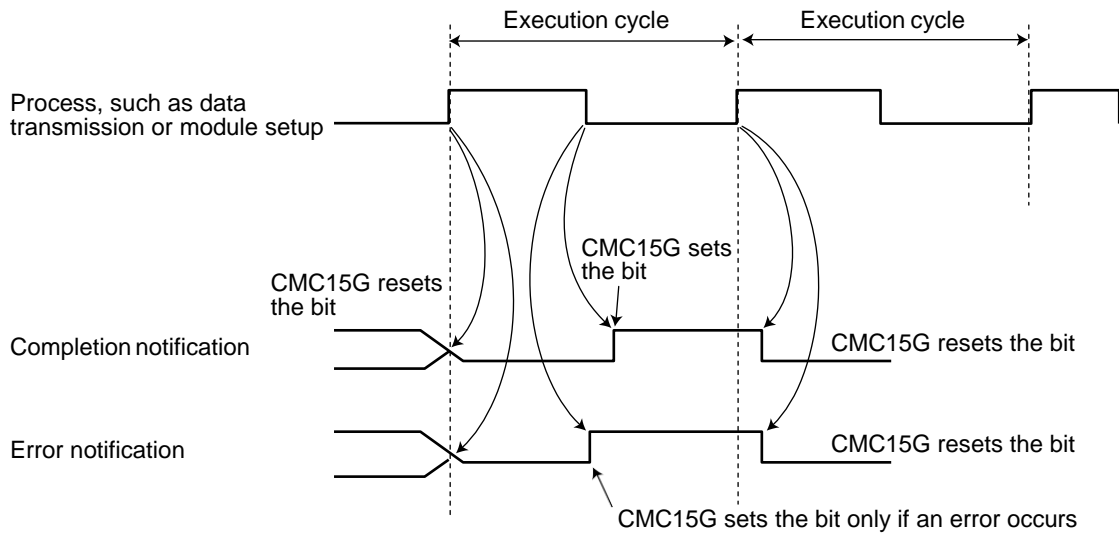 Execution cycle
Execution cycle
Process, such as data
transmission or module setup
CMC15G sets
the bit
CMC15G resets
the bit
Completion notification
CMC15G resets the bit
Error notification
CMC15G resets the bit
CMC15G sets the bit only if an error occurs